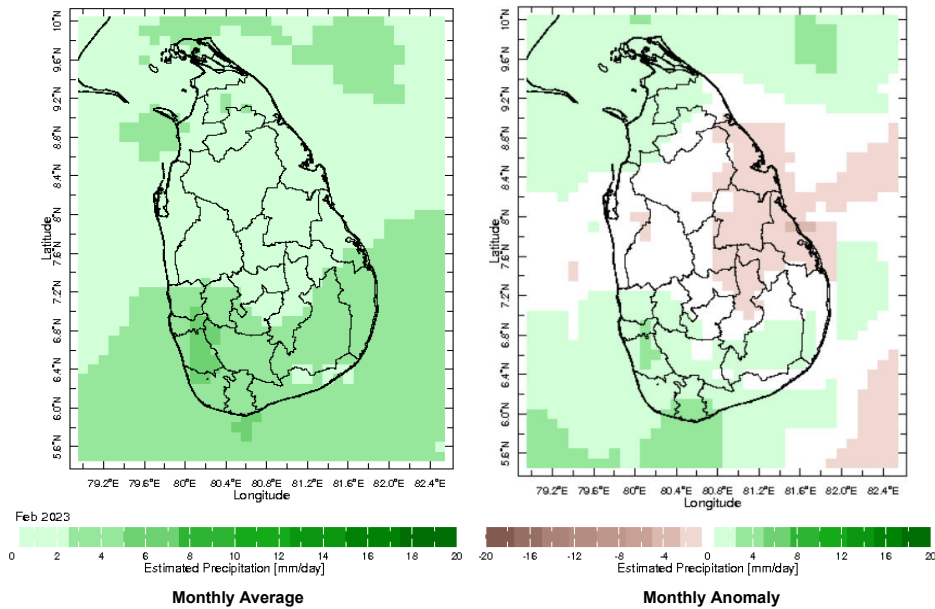 10°N
9.6°N
9.2°N
8.8°N
8.4°N
8°N
7.6°N
7.2°N
6.8°N
6.4°N
6.0°N
5.6°N
Latitude
79.2°E 79.6°E 80°E 80.4°E 80.8°E 81.2°E 81.6°E 82°E 82.4°E
Longitude
10°N
9.6°N
9.2°N
8.8°N
8.4°N
8°N
7.6°N
7.2°N
6.8°N
6.4°N
6.0°N
5.6°N
Latitude
79.2°E 79.6°E 80°E 80.4°E 80.8°E 81.2°E 81.6°E 82°E 82.4°E
Longitude
Feb 2023
0 2 4 6 8 10 12 14 16 18 20
Estimated Precipitation [mm/day]
Monthly Average
-20 -16 -12 -8 -4 0 4 8 12 16 20
Estimated Precipitation [mm/day]
Monthly Anomaly